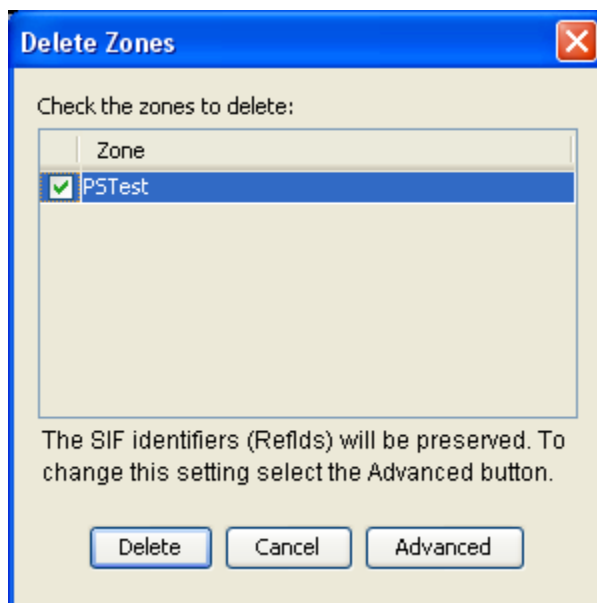 Delete Zones
Check the zones to delete:
Zone
PSTest
The SIF identifiers (RefIds) will be preserved. To
change this setting select the Advanced button.
Delete Cancel Advanced